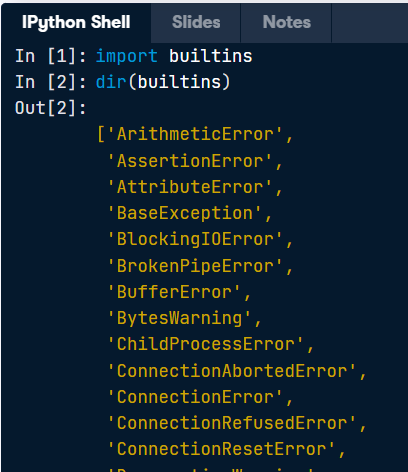 IPython Shell Slides Notes
In [1]: import builtins
In [2]: dir(builtins)
Out[2]:
['ArithmeticError',
'AssertionError',
'AttributeError',
'BaseException',
'BlockingIOError',
'BrokenPipeError',
'BufferError',
'BytesWarning',
'ChildProcessError',
'ConnectionAbortedError',
'ConnectionError',
'ConnectionRefusedError',
'ConnectionResetError',